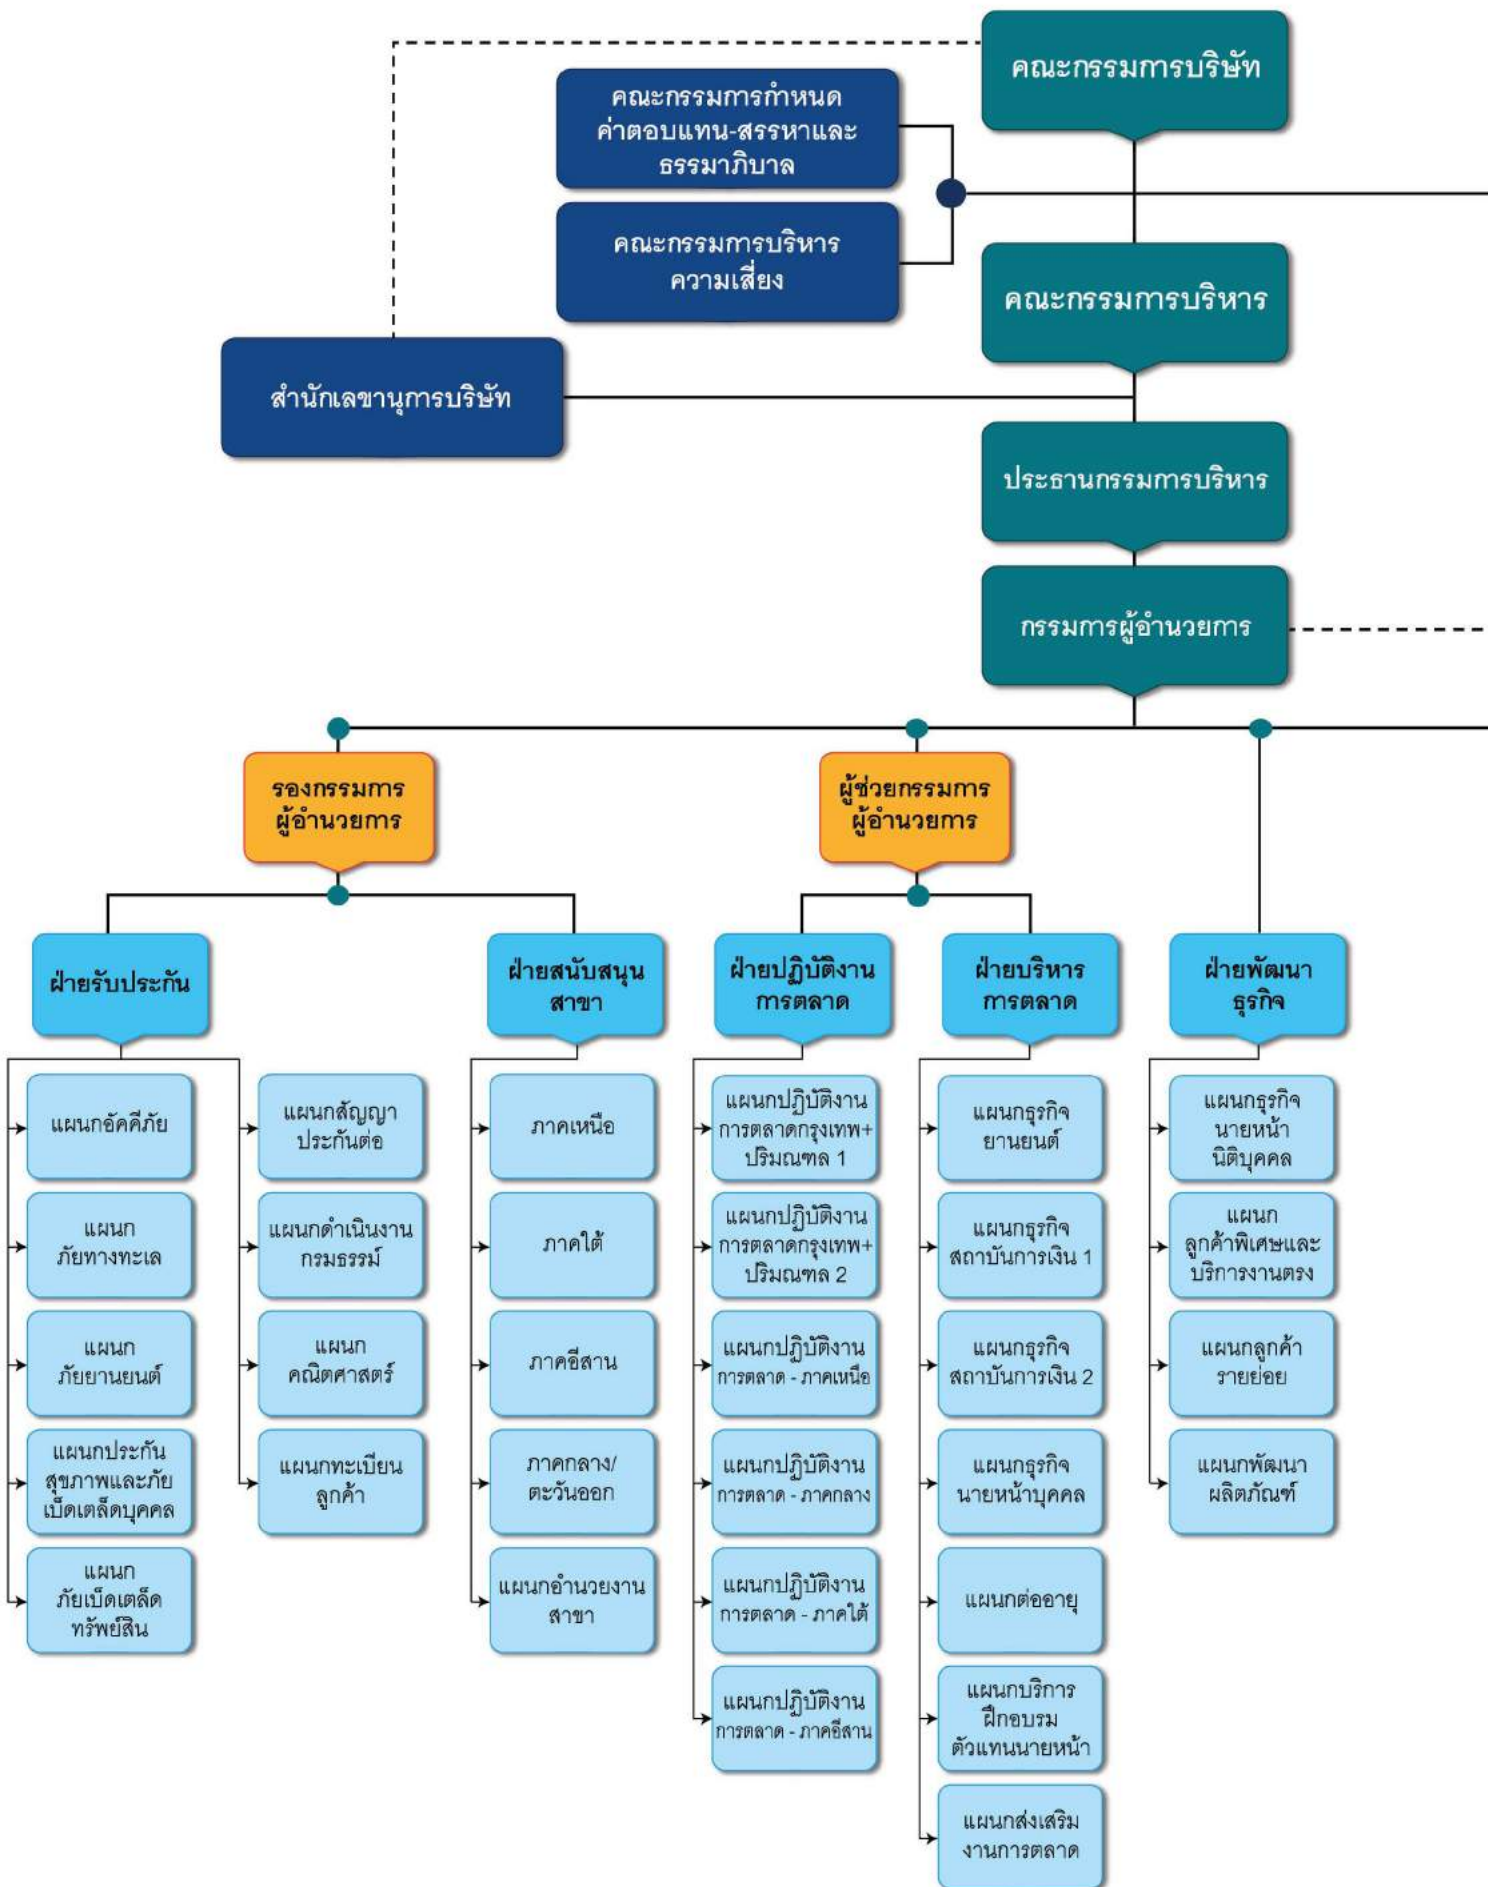 คณะกรรมการบริษัท
คณะกรรมการกำหนด
ค่าตอบแทน-สรรหาและ
ธรรมาภิบาล
คณะกรรมการบริหาร
ความเสี่ยง
คณะกรรมการบริหาร
สำนักเลขานุการบริษัท
ประธานกรรมการบริหาร
กรรมการผู้อำนวยการ
รองกรรมการ
ผู้อำนวยการ
ผู้ช่วยกรรมการ
ผู้อำนวยการ
ฝ่ายรับประกัน
ฝ่ายสนับสนุน
สาขา
ฝ่ายปฏิบัติงาน
การตลาด
ฝ่ายบริหาร
การตลาด
ฝ่ายพัฒนา
ธุรกิจ
แผนกอัคคีภัย
แผนก
ภัยทางทะเล
แผนก
ภัยยานยนต์
แผนกประกัน
สุขภาพและภัย
เบ็ดเตล็ดบุคคล
แผนก
ภัยเบ็ดเตล็ด
ทรัพย์สิน
แผนกสัญญา
ประกันต่อ
แผนกดำเนินงาน
กรมธรรม์
แผนก
คณิตศาสตร์
แผนกทะเบียน
ลูกค้า
ภาคเหนือ
ภาคใต้
ภาคอีสาน
ภาคกลาง/
ตะวันออก
แผนกอำนวยงาน
สาขา
แผนกปฏิบัติงาน
การตลาดกรุงเทพ+
ปริมณฑล 1
แผนกปฏิบัติงาน
การตลาดกรุงเทพ+
ปริมณฑล 2
แผนกปฏิบัติงาน
การตลาด - ภาคเหนือ
แผนกปฏิบัติงาน
การตลาด - ภาคกลาง
แผนกปฏิบัติงาน
การตลาด - ภาคใต้
แผนกปฏิบัติงาน
การตลาด - ภาคอีสาน
แผนกธุรกิจ
ยานยนต์
แผนกธุรกิจ
สถาบันการเงิน 1
แผนกธุรกิจ
สถาบันการเงิน 2
แผนกธุรกิจ
นายหน้าบุคคล
แผนกต่ออายุ
แผนกบริการ
ฝึกอบรม
ตัวแทนนายหน้า
แผนกส่งเสริม
งานการตลาด
แผนกธุรกิจ
นายหน้า
นิติบุคคล
แผนก
ลูกค้าพิเศษและ
บริการงานตรง
แผนกลูกค้า
รายย่อย
แผนกพัฒนา
ผลิตภัณฑ์